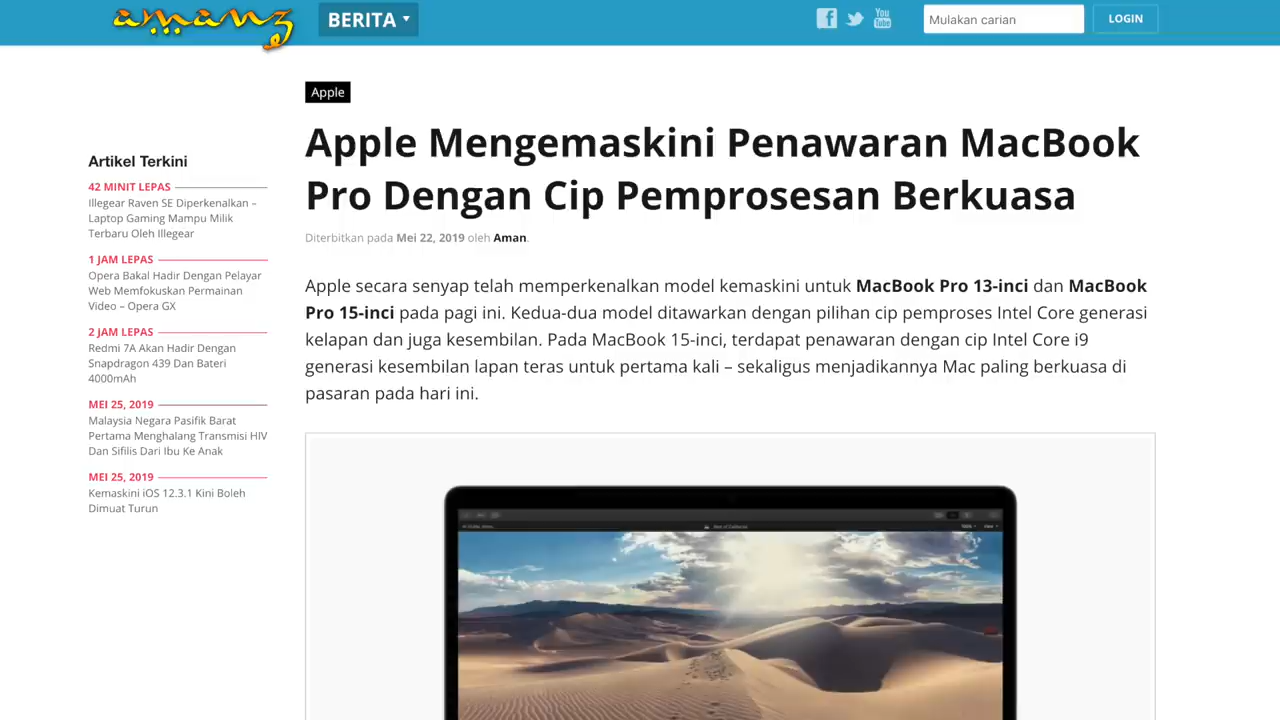 amanz
BERITA
Mulakan carian
LOGIN
Apple
Apple Mengemaskini Penawaran MacBook
Pro Dengan Cip Pemprosesan Berkuasa
Diterbitkan pada Mei 22, 2019 oleh Aman.
Artikel Terkini
42 MINIT LEPAS
Illegear Raven SE Diperkenalkan –
Laptop Gaming Mampu Milik
Terbaru Oleh Illegear
1 JAM LEPAS
Opera Bakal Hadir Dengan Pelayar
Web Memfokuskan Permainan
Video – Opera GX
2 JAM LEPAS
Redmi 7A Akan Hadir Dengan
Snapdragon 439 Dan Bateri
4000mAh
MEI 25, 2019
Malaysia Negara Pasifik Barat
Pertama Menghalang Transmisi HIV
Dan Sifilis Dari Ibu Ke Anak
MEI 25, 2019
Kemaskini iOS 12.3.1 Kini Boleh
Dimuat Turun
Apple secara senyap telah memperkenalkan model kemaskini untuk MacBook Pro 13-inci dan MacBook
Pro 15-inci pada pagi ini. Kedua-dua model ditawarkan dengan pilihan cip pemproses Intel Core generasi
kelapan dan juga kesembilan. Pada MacBook 15-inci, terdapat penawaran dengan cip Intel Core i9
generasi kesembilan lapan teras untuk pertama kali – sekaligus menjadikannya Mac paling berkuasa di
pasaran pada hari ini.